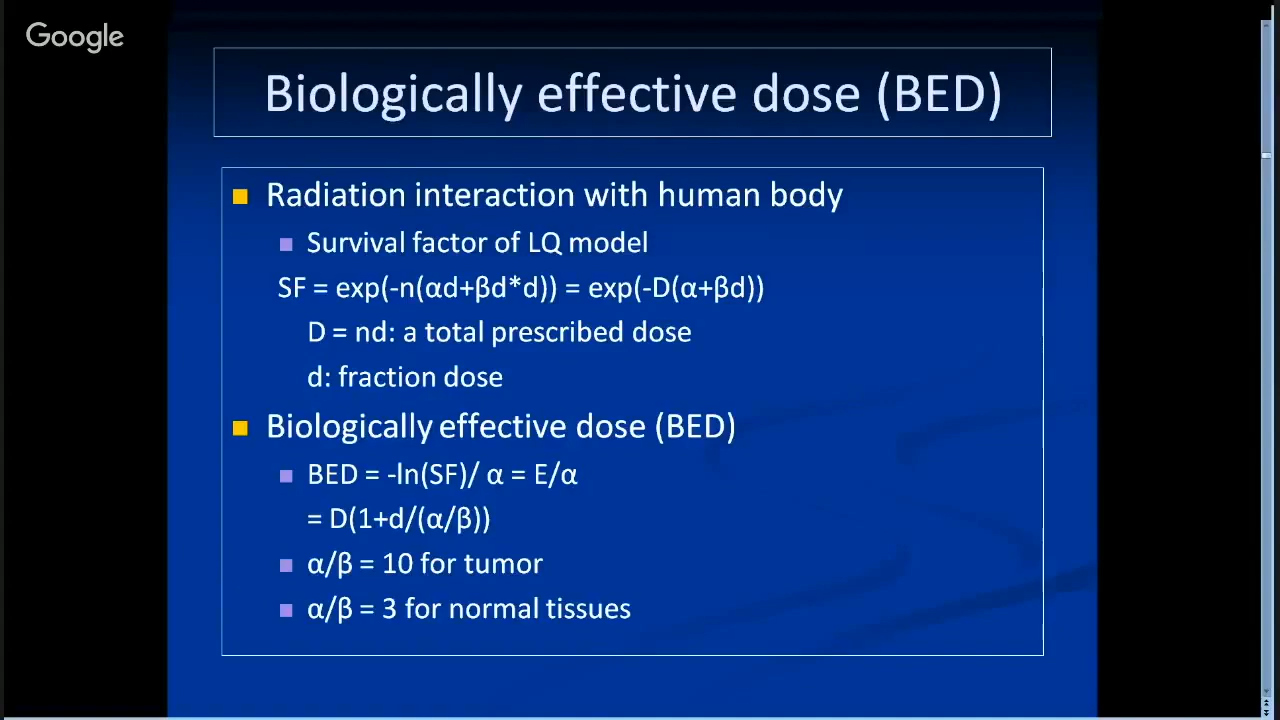 Google
Biologically effective dose (BED)
Radiation interaction with human body
Survival factor of LQ model
SF = exp(-n(αd+βd*d)) = exp(-D(α+βd))
D = nd: a total prescribed dose
d: fraction dose
Biologically effective dose (BED)
BED = -ln(SF)/ α = E/α
= D(1+d/(α/β))
α/β = 10 for tumor
α/β = 3 for normal tissues